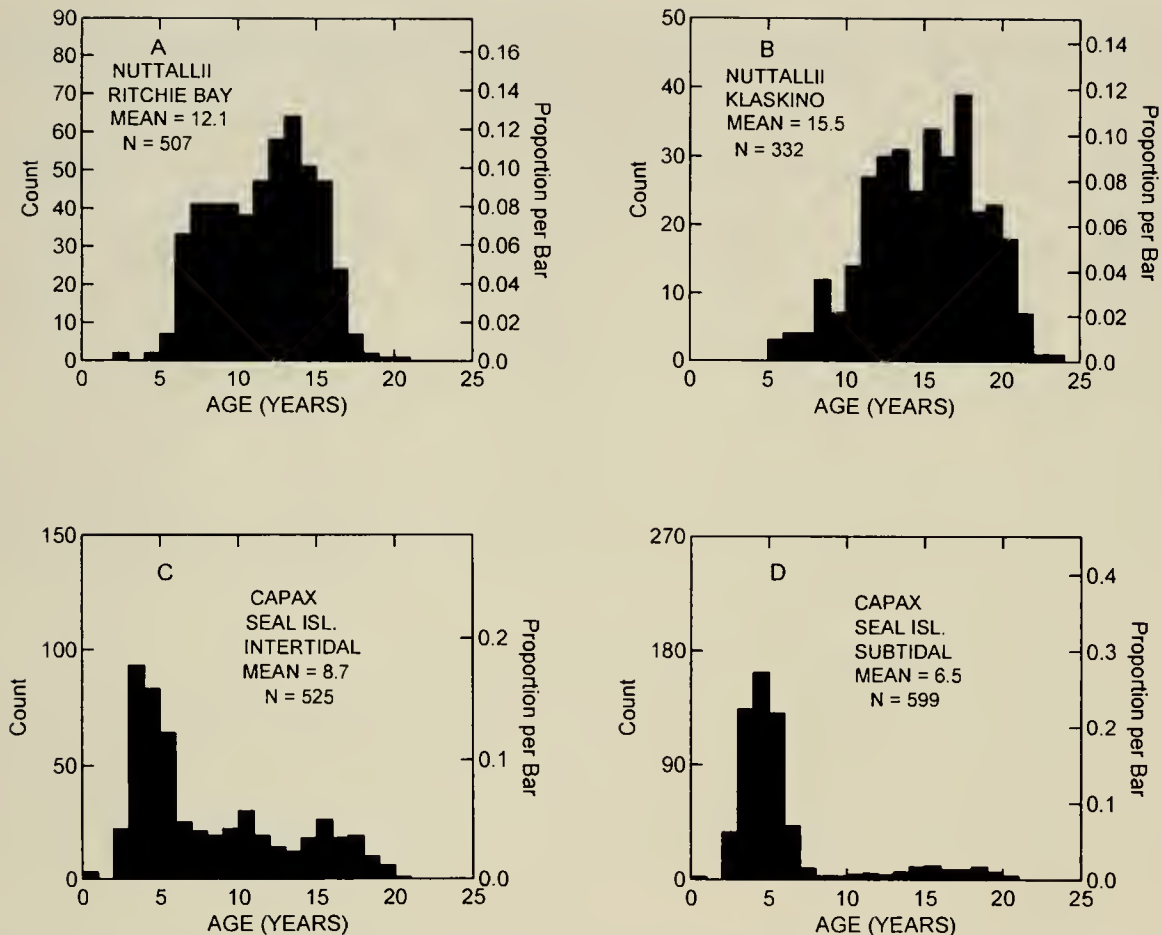 A
NUTTALLII
RITCHIE BAY
MEAN = 12.1
N = 507
90
80
70
60
50
40
30
20
10
0
Count
0.16
0.13
0.12
0.10
0.08
0.06
0.04
0.02
0.0
Proportion per Bar
0 5 10 15 20 25
AGE (YEARS)
B
NUTTALLII
KLASKINO
MEAN = 15.5
N = 332
50
40
30
20
10
0
Count
0.14
0.12
0.10
0.08
0.06
0.04
0.02
0.0
Proportion per Bar
0 5 10 15 20 25
AGE (YEARS)
C
CAPAX
SEAL ISL.
INTERTIDAL
MEAN = 8.7
N = 525
150
100
50
0
Count
0.2
0.1
0.0
Proportion per Bar
0 5 10 15 20 25
AGE (YEARS)
D
CAPAX
SEAL ISL.
SUBTIDAL
MEAN = 6.5
N = 599
270
180
90
0
Count
0.4
0.3
0.2
0.1
0.0
Proportion per Bar
0 5 10 15 20 25
AGE (YEARS)